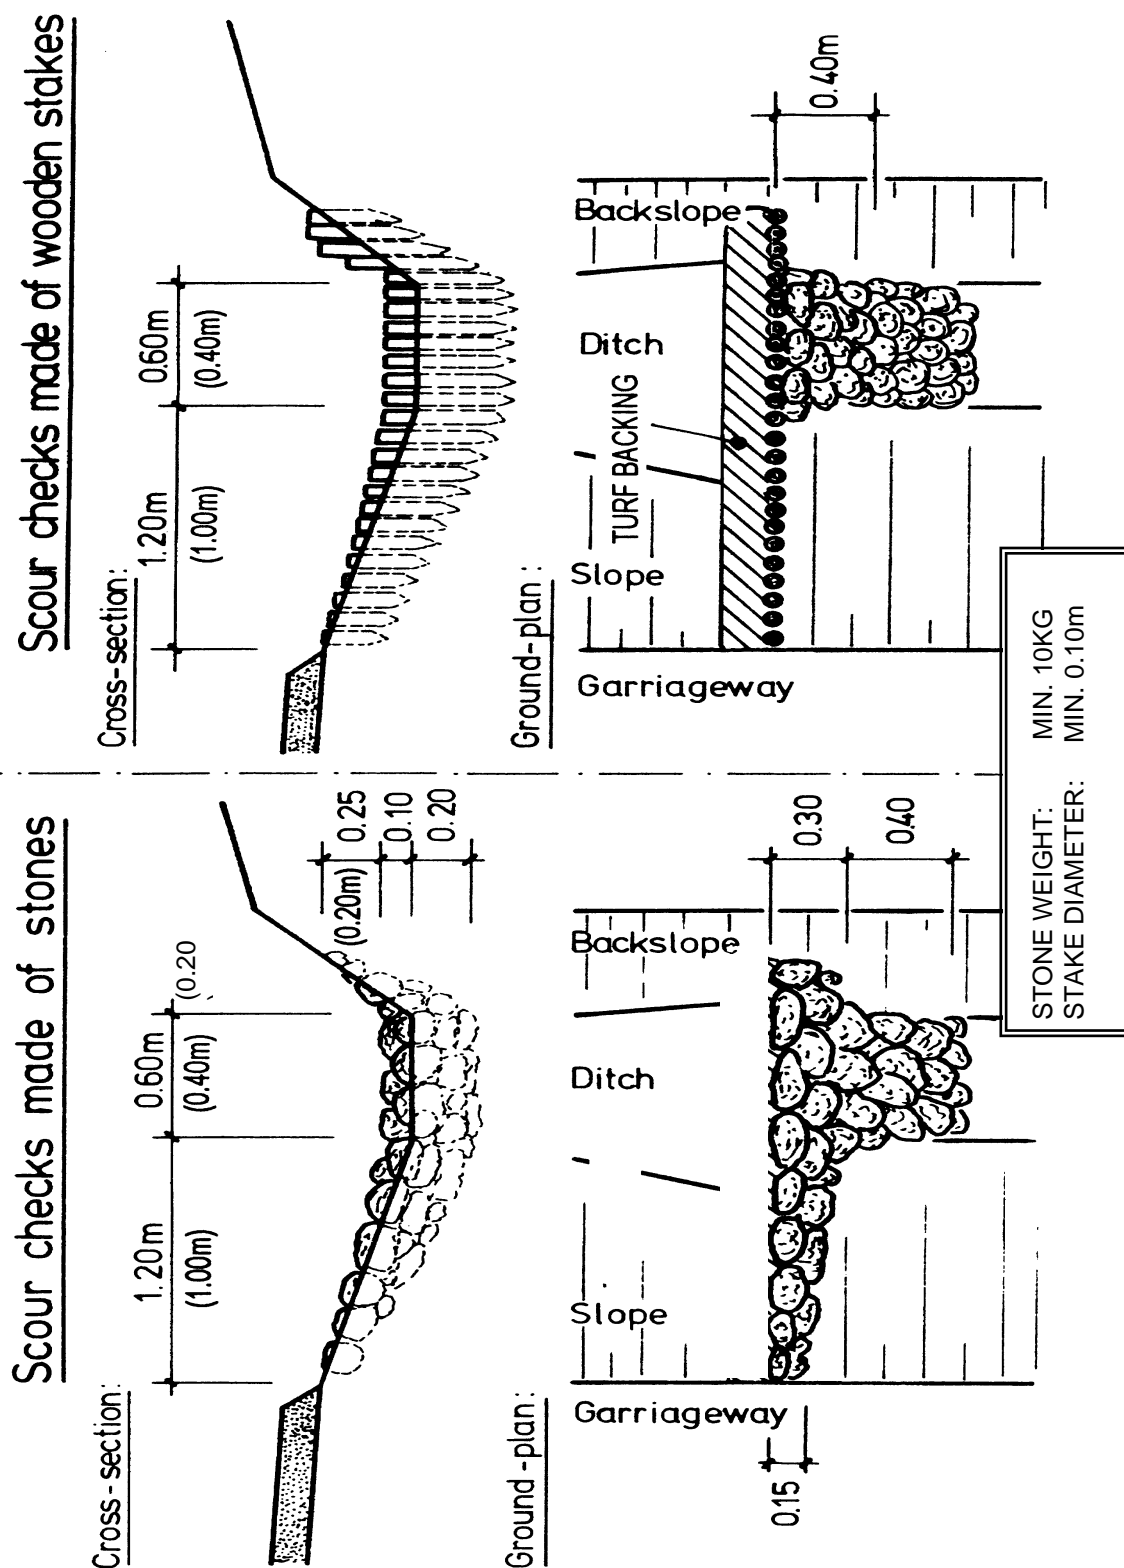 Scour checks made of stones
Cross-section:
1.20m
(1.00m)
0.60m
(0.40m)
(0.20
(0.20m)
0.25
0.10
0.20
Ground-plan:
Garriageway
Slope
Ditch
Backslope
0.15
0.30
0.40
Scour checks made of wooden stakes
Cross-section:
1.20m
(1.00m)
0.60m
(0.40m)
Ground-plan:
Garriageway
Slope
TURF BACKING
Ditch
Backslope
0.40m
STONE WEIGHT: MIN. 10KG
STAKE DIAMETER: MIN. 0.10m